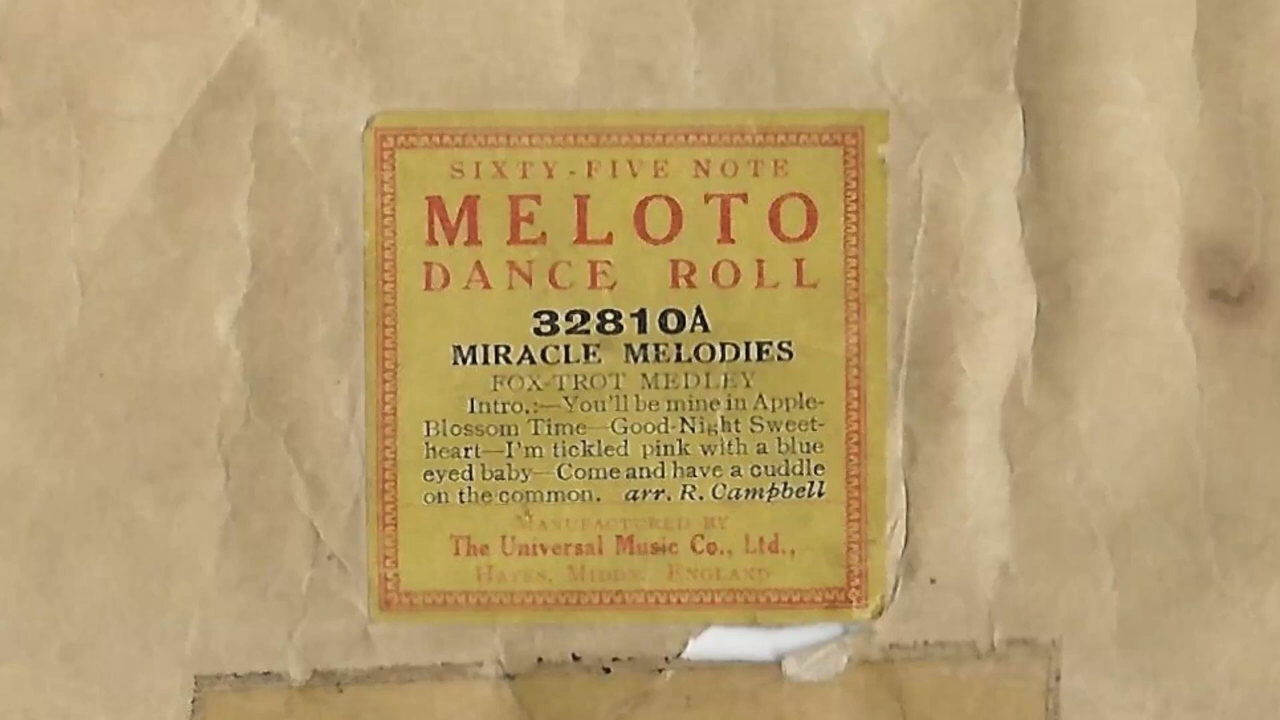 SIXTY-FIVE NOTE
MELOTO
DANCE ROLL
32810A
MIRACLE MELODIES
FOX-TROT MEDLEY
Intro.:—You'll be mine in Apple-
Blossom Time—Good-Night Sweet-
heart—I'm tickled pink with a blue
eyed baby—Come and have a cuddle
on the common. arr. R. Campbell
MANUFACTURED BY
The Universal Music Co., Ltd.,
HAYES, MIDDX. ENGLAND